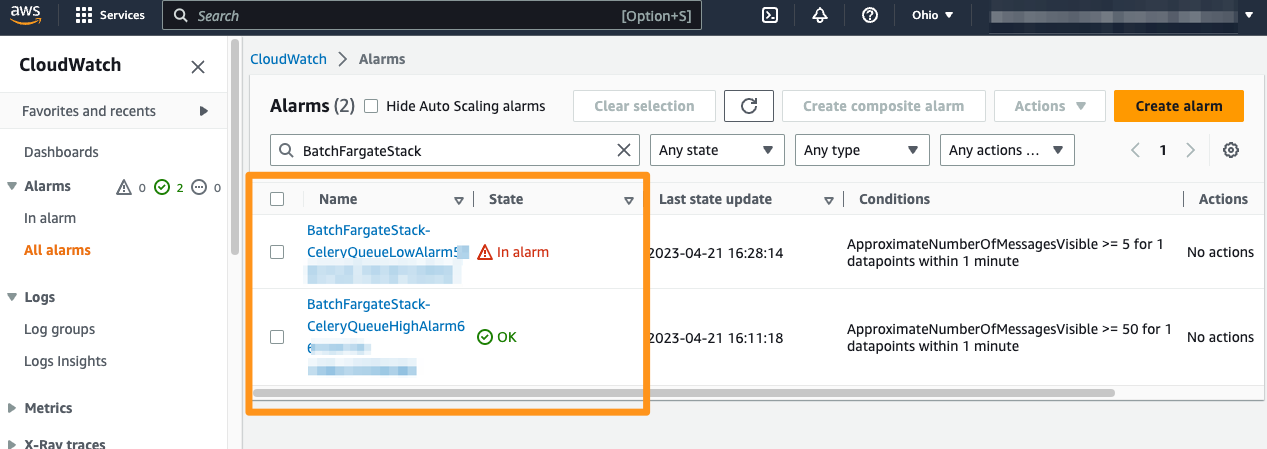 aws
Services
Search
[Option+S]
Ohio
CloudWatch
CloudWatch
Alarms
Favorites and recents
Dashboards
Alarms
0
2
0
In alarm
All alarms
Logs
Log groups
Logs Insights
Metrics
X-Ray traces
Alarms (2)
Hide Auto Scaling alarms
Clear selection
Create composite alarm
Actions
Create alarm
BatchFargateStack
Any state
Any type
Any actions ...
1
Name
State
Last state update
Conditions
Actions
BatchFargateStack-
CeleryQueueLowAlarm5
In alarm
2023-04-21 16:28:14
ApproximateNumberOfMessagesVisible >= 5 for 1
datapoints within 1 minute
No actions
BatchFargateStack-
CeleryQueueHighAlarm6
6
OK
2023-04-21 16:11:18
ApproximateNumberOfMessagesVisible >= 50 for 1
datapoints within 1 minute
No actions